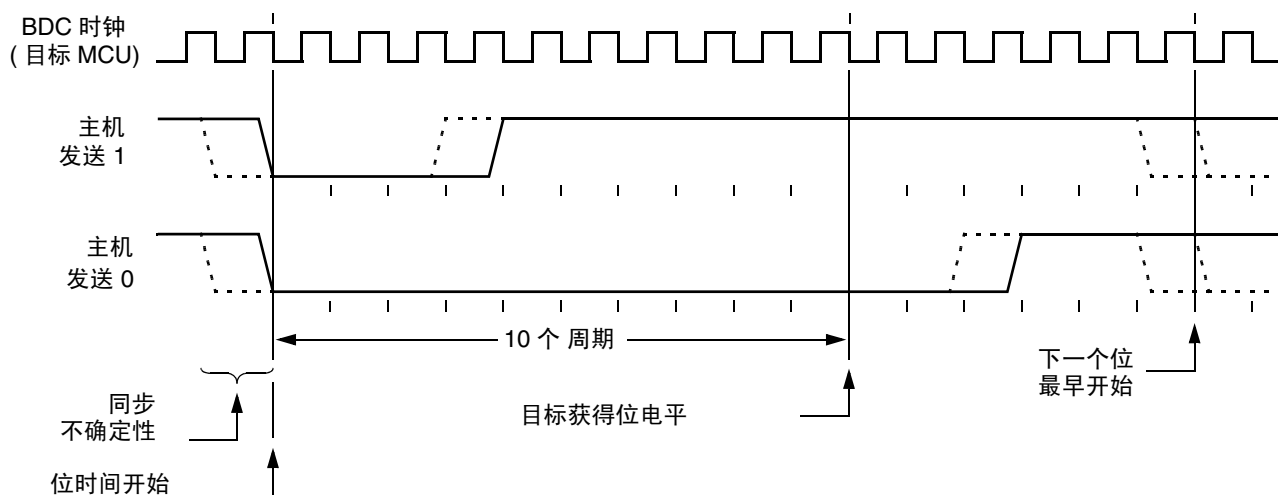 BDC 时钟
( 目标 MCU)
主机
发送 1
主机
发送 0
10 个 周期
下一个位
最早开始
同步
不确定性
目标获得位电平
位时间开始